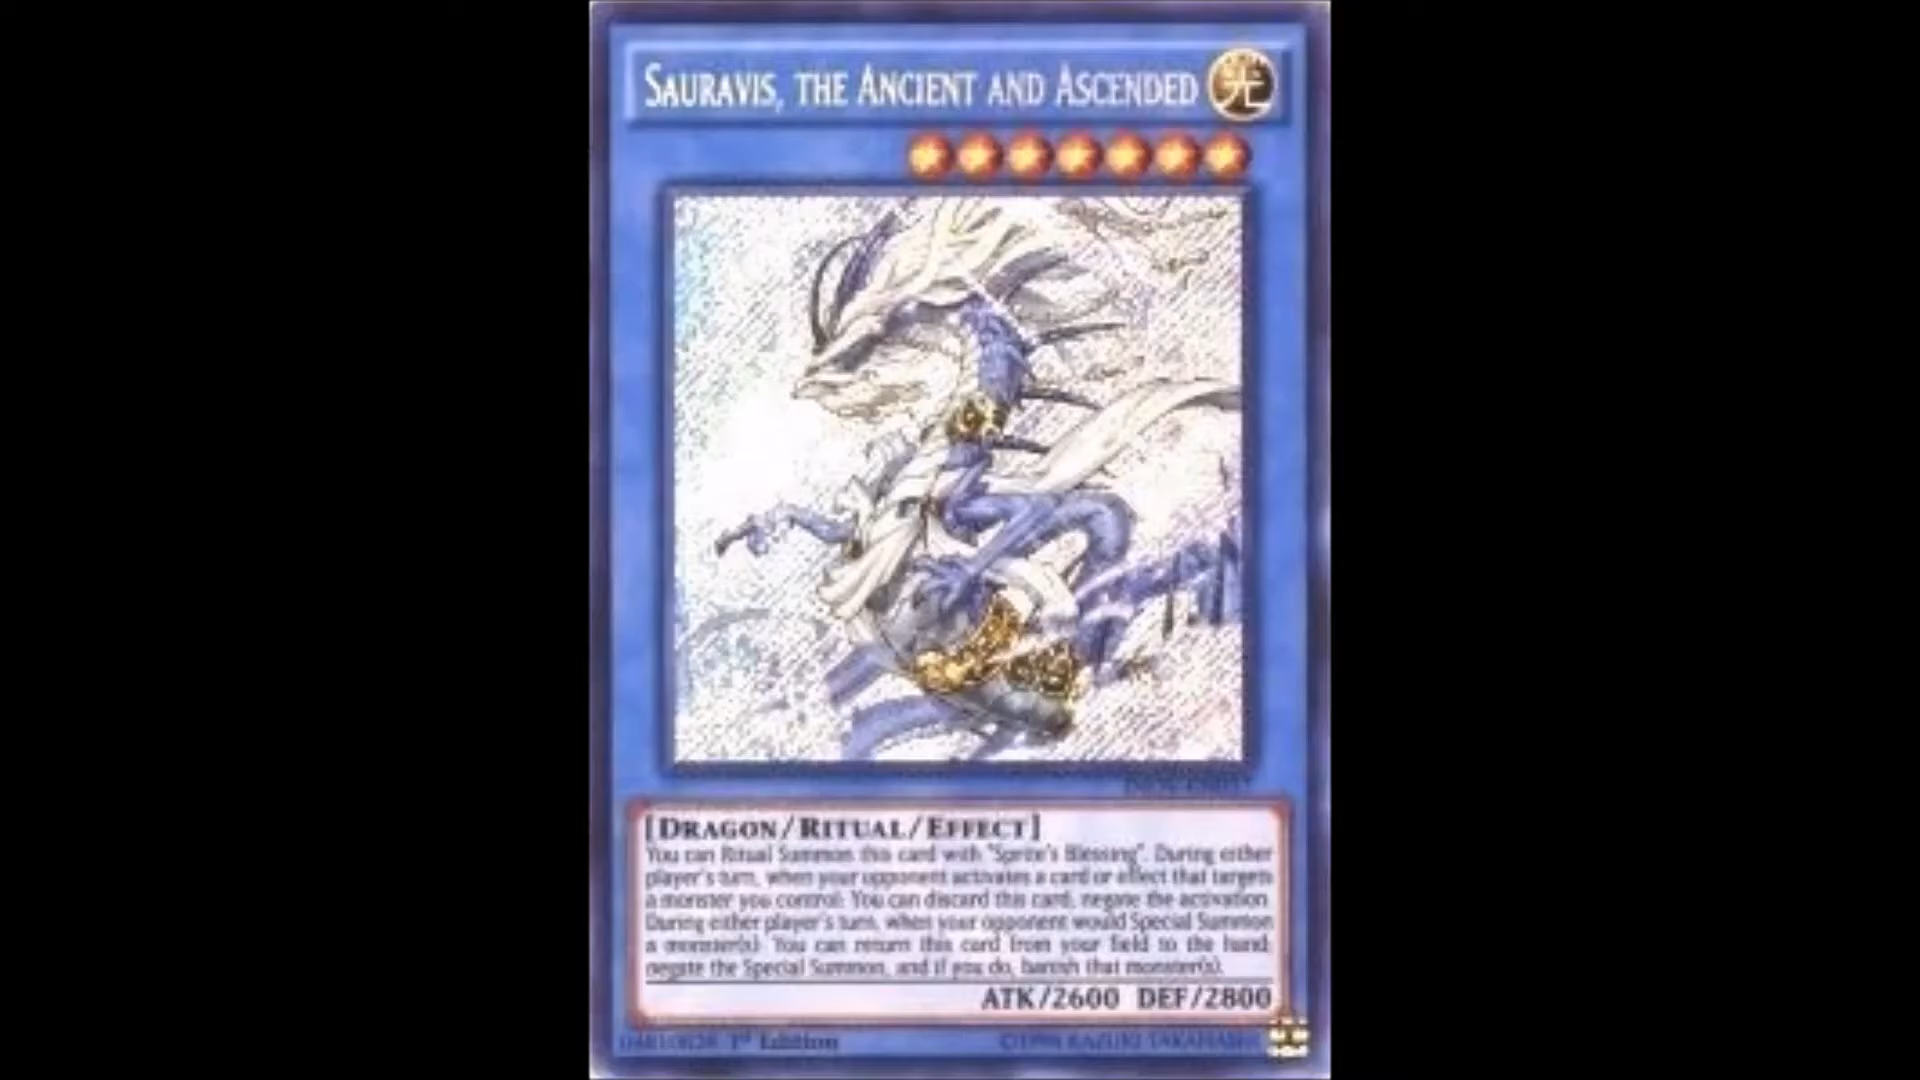 SAURAVIS, THE ANCIENT AND ASCENDED
光
[DRAGON/RITUAL/EFFECT]
You can Ritual Summon this card with "Sprite's Blessing". During either
player's turn, when your opponent activates a card or effect that targets
a monster you control: You can discard this card; negate the activation.
During either player's turn, when your opponent would Special Summon
a monster(s): You can return this card from your field to the hand;
negate the Special Summon, and if you do, banish that monster(s).
ATK/2600 DEF/2800
1st Edition
©1996 KAZUKI TAKAHASHI